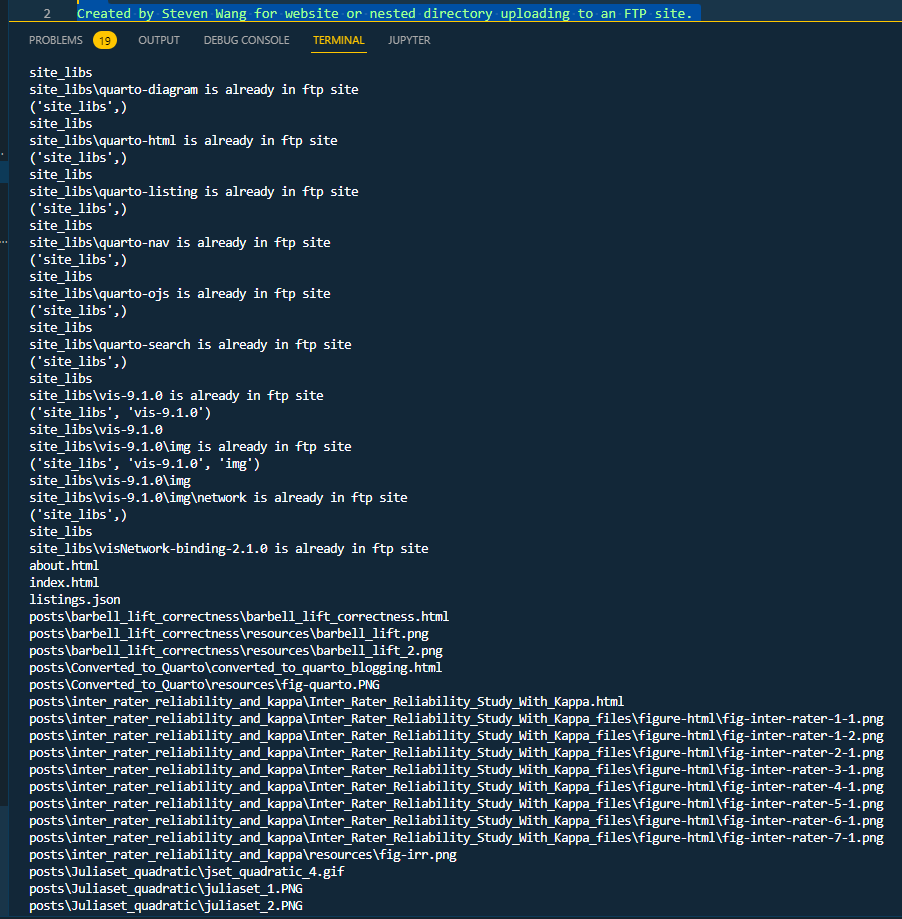 2 Created by Steven Wang for website or nested directory uploading to an FTP site.
PROBLEMS 19 OUTPUT DEBUG CONSOLE TERMINAL JUPYTER
site_libs
site_libs\quarto-diagram is already in ftp site
('site_libs',)
site_libs
site_libs\quarto-html is already in ftp site
('site_libs',)
site_libs
site_libs\quarto-listing is already in ftp site
('site_libs',)
site_libs
site_libs\quarto-nav is already in ftp site
('site_libs',)
site_libs
site_libs\quarto-ojs is already in ftp site
('site_libs',)
site_libs
site_libs\quarto-search is already in ftp site
('site_libs',)
site_libs
site_libs\vis-9.1.0 is already in ftp site
('site_libs', 'vis-9.1.0')
site_libs\vis-9.1.0
site_libs\vis-9.1.0\img is already in ftp site
('site_libs', 'vis-9.1.0', 'img')
site_libs\vis-9.1.0\img
site_libs\vis-9.1.0\img\network is already in ftp site
('site_libs',)
site_libs
site_libs\visNetwork-binding-2.1.0 is already in ftp site
about.html
index.html
listings.json
posts\barbell_lift_correctness\barbell_lift_correctness.html
posts\barbell_lift_correctness\resources\barbell_lift.png
posts\barbell_lift_correctness\resources\barbell_lift_2.png
posts\Converted_to_Quarto\converted_to_quarto_blogging.html
posts\Converted_to_Quarto\resources\fig-quarto.PNG
posts\inter_rater_reliability_and_kappa\Inter_Rater_Reliability_Study_With_Kappa.html
posts\inter_rater_reliability_and_kappa\Inter_Rater_Reliability_Study_With_Kappa_files\figure-html\fig-inter-rater-1-1.png
posts\inter_rater_reliability_and_kappa\Inter_Rater_Reliability_Study_With_Kappa_files\figure-html\fig-inter-rater-1-2.png
posts\inter_rater_reliability_and_kappa\Inter_Rater_Reliability_Study_With_Kappa_files\figure-html\fig-inter-rater-2-1.png
posts\inter_rater_reliability_and_kappa\Inter_Rater_Reliability_Study_With_Kappa_files\figure-html\fig-inter-rater-3-1.png
posts\inter_rater_reliability_and_kappa\Inter_Rater_Reliability_Study_With_Kappa_files\figure-html\fig-inter-rater-4-1.png
posts\inter_rater_reliability_and_kappa\Inter_Rater_Reliability_Study_With_Kappa_files\figure-html\fig-inter-rater-5-1.png
posts\inter_rater_reliability_and_kappa\Inter_Rater_Reliability_Study_With_Kappa_files\figure-html\fig-inter-rater-6-1.png
posts\inter_rater_reliability_and_kappa\Inter_Rater_Reliability_Study_With_Kappa_files\figure-html\fig-inter-rater-7-1.png
posts\inter_rater_reliability_and_kappa\resources\fig-irr.png
posts\Juliaset_quadratic\jset_quadratic_4.gif
posts\Juliaset_quadratic\juliaset_1.PNG
posts\Juliaset_quadratic\juliaset_2.PNG